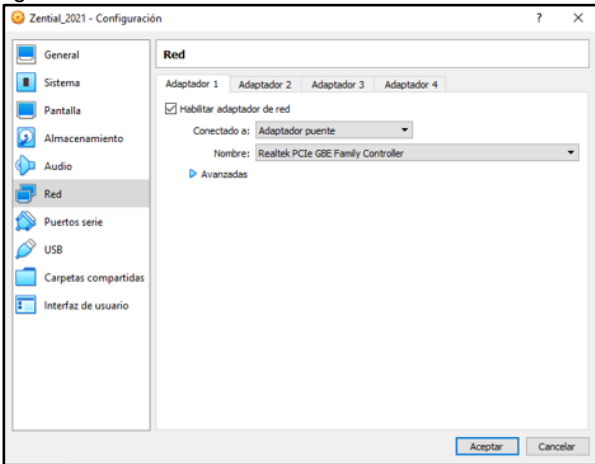 Zential_2021 - Configuración
?
General
Sistema
Pantalla
Almacenamiento
Audio
Red
Puertos serie
USB
Carpetas compartidas
Interfaz de usuario
Red
Adaptador 1 Adaptador 2 Adaptador 3 Adaptador 4
Habilitar adaptador de red
Conectado a: Adaptador puente
Nombre: Realtek PCIe GBE Family Controller
Avanzadas
Aceptar Cancelar